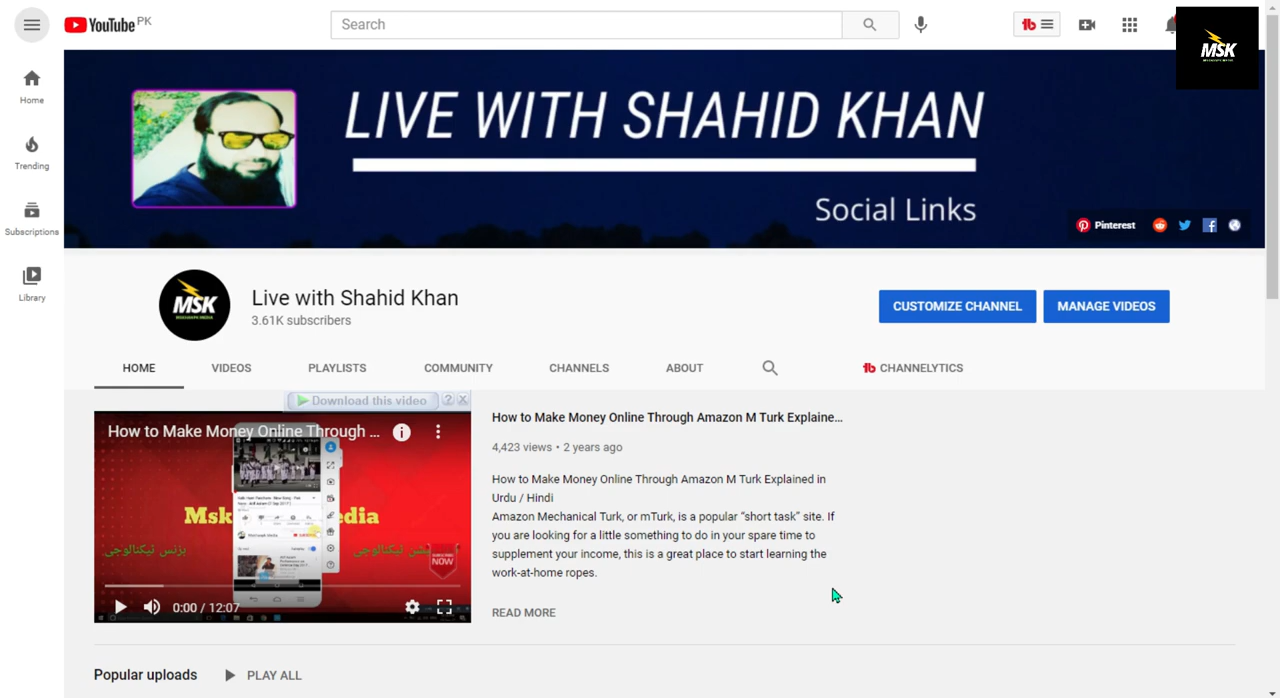 YouTube PK
Search
MSK
LIVE WITH SHAHID KHAN
Social Links
Pinterest
Home
Trending
Subscriptions
Library
MSK
Live with Shahid Khan
3.61K subscribers
CUSTOMIZE CHANNEL
MANAGE VIDEOS
HOME
VIDEOS
PLAYLISTS
COMMUNITY
CHANNELS
ABOUT
CHANNELYTICS
Download this video
How to Make Money Online Through ...
Msk
dia
بزنس ٹیکنالوجی
SUBSCRIBE
NOW
0:00 / 12:07
How to Make Money Online Through Amazon M Turk Explaine...
4,423 views • 2 years ago
How to Make Money Online Through Amazon M Turk Explained in
Urdu / Hindi
Amazon Mechanical Turk, or mTurk, is a popular “short task” site. If
you are looking for a little something to do in your spare time to
supplement your income, this is a great place to start learning the
work-at-home ropes.
READ MORE
Popular uploads
PLAY ALL